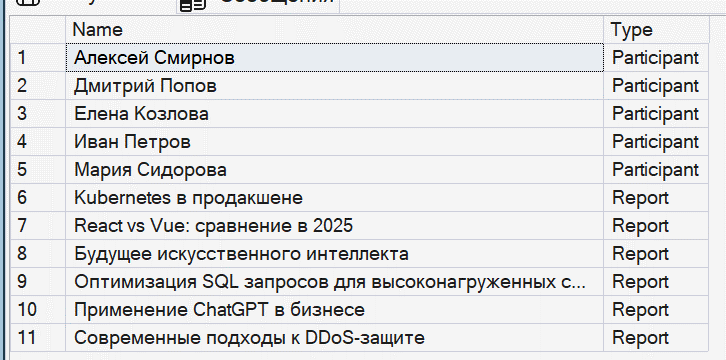 Name Type
1 Алексей Смирнов Participant
2 Дмитрий Попов Participant
3 Елена Козлова Participant
4 Иван Петров Participant
5 Мария Сидорова Participant
6 Kubernetes в продакшене Report
7 React vs Vue: сравнение в 2025 Report
8 Будущее искусственного интеллекта Report
9 Оптимизация SQL запросов для высоконагруженных с... Report
10 Применение ChatGPT в бизнесе Report
11 Современные подходы к DDoS-защите Report